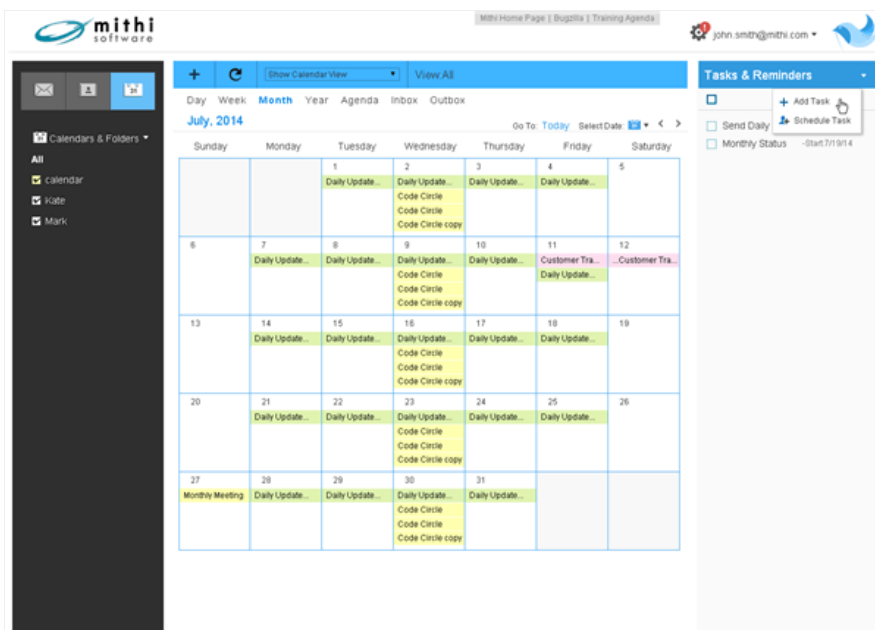 mithi
software
Mithi Home Page | Bugzilla | Training Agenda
john.smith@mithi.com
Show Calendar View
View All
Day Week Month Year Agenda Inbox Outbox
July, 2014
Go To: Today Select Date:
Sunday Monday Tuesday Wednesday Thursday Friday Saturday
1 2 3 4 5
Daily Update... Daily Update... Daily Update... Daily Update...
Code Circle
Code Circle
Code Circle copy
6 7 8 9 10 11 12
Daily Update... Daily Update... Daily Update... Daily Update... Customer Tra... ...Customer Tra...
Code Circle Daily Update...
Code Circle
Code Circle copy
13 14 15 16 17 18 19
Daily Update... Daily Update... Daily Update... Daily Update... Daily Update...
Code Circle
Code Circle
Code Circle copy
20 21 22 23 24 25 26
Daily Update... Daily Update... Daily Update... Daily Update... Daily Update...
Code Circle
Code Circle
Code Circle copy
27 28 29 30 31
Monthly Meeting Daily Update... Daily Update... Daily Update... Daily Update...
Code Circle
Code Circle
Code Circle copy
Calendars & Folders
All
calendar
Kate
Mark
Tasks & Reminders
Add Task
Schedule Task
Send Daily
Monthly Status -Start 7/19/14